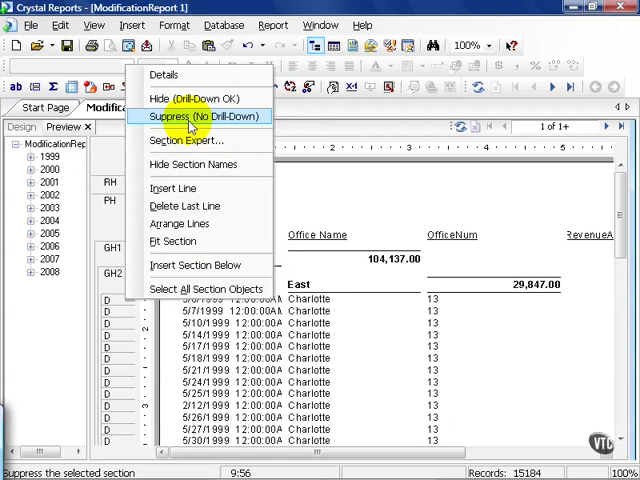 Crystal Reports - [ModificationReport 1]
File Edit View Insert Format Database Report Window Help
100%
Start Page
Design Preview
1 of 1+
ModificationRepor
1999
2000
2001
2002
2003
2004
2005
2006
2007
2008
Details
Hide (Drill-Down OK)
Suppress (No Drill-Down)
Section Expert...
Hide Section Names
Insert Line
Delete Last Line
Arrange Lines
Fit Section
Insert Section Below
Select All Section Objects
RH
PH
Office Name OfficeNum RevenueA
GH1 104,137.00
GH2 East 29,847.00
D 5/6/1999 12:00:00AM Charlotte 13
D 5/7/1999 12:00:00A Charlotte 13
D 5/10/1999 12:00:00A Charlotte 13
D 5/14/1999 12:00:00A Charlotte 13
D 5/17/1999 12:00:00A Charlotte 13
D 5/18/1999 12:00:00A Charlotte 13
D 5/21/1999 12:00:00A Charlotte 13
D 5/24/1999 12:00:00A Charlotte 13
D 5/25/1999 12:00:00A Charlotte 13
D 2/12/1999 12:00:00A Charlotte 13
D 5/26/1999 12:00:00A Charlotte 13
D 5/27/1999 12:00:00A Charlotte 13
D 5/30/1999 12:00:00A Charlotte 13
VTC
Suppress the selected section 9:56 Records: 15184 100%